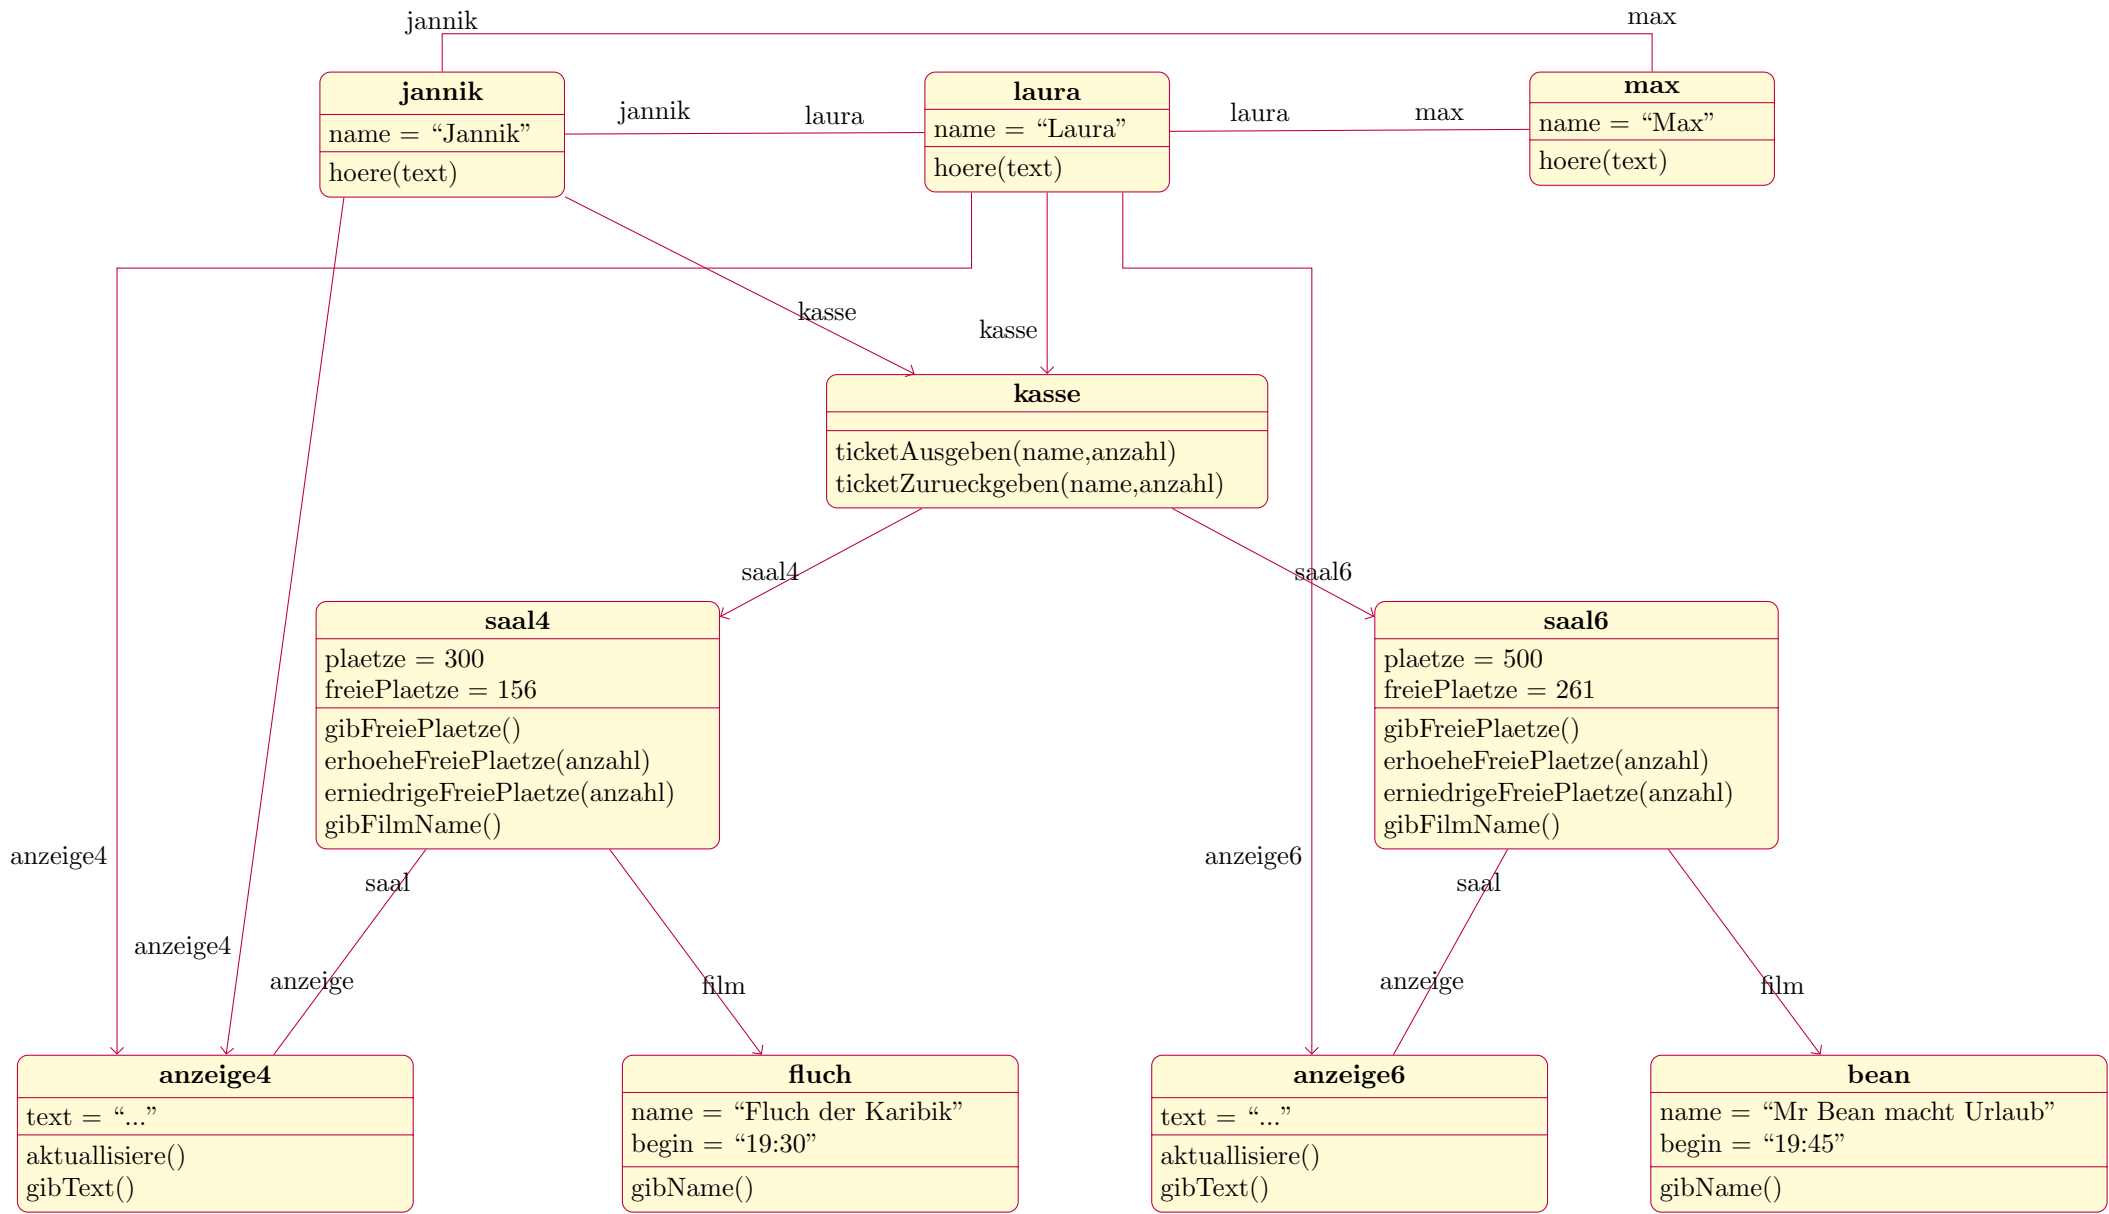 jannik
max
jannik
name = “Jannik”
hoere(text)
jannik
laura
laura
name = “Laura”
hoere(text)
laura
max
max
name = “Max”
hoere(text)
kasse
kasse
kasse
ticketAusgeben(name,anzahl)
ticketZurueckgeben(name,anzahl)
saal4
saal6
saal4
plaetze = 300
freiePlaetze = 156
gibFreiePlaetze()
erhoeheFreiePlaetze(anzahl)
erniedrigeFreiePlaetze(anzahl)
gibFilmName()
saal6
plaetze = 500
freiePlaetze = 261
gibFreiePlaetze()
erhoeheFreiePlaetze(anzahl)
erniedrigeFreiePlaetze(anzahl)
gibFilmName()
anzeige4
saal
anzeige6
saal
anzeige4
anzeige
film
anzeige
film
anzeige4
text = “...”
aktuallisiere()
gibText()
fluch
name = “Fluch der Karibik”
begin = “19:30”
gibName()
anzeige6
text = “...”
aktuallisiere()
gibText()
bean
name = “Mr Bean macht Urlaub”
begin = “19:45”
gibName()